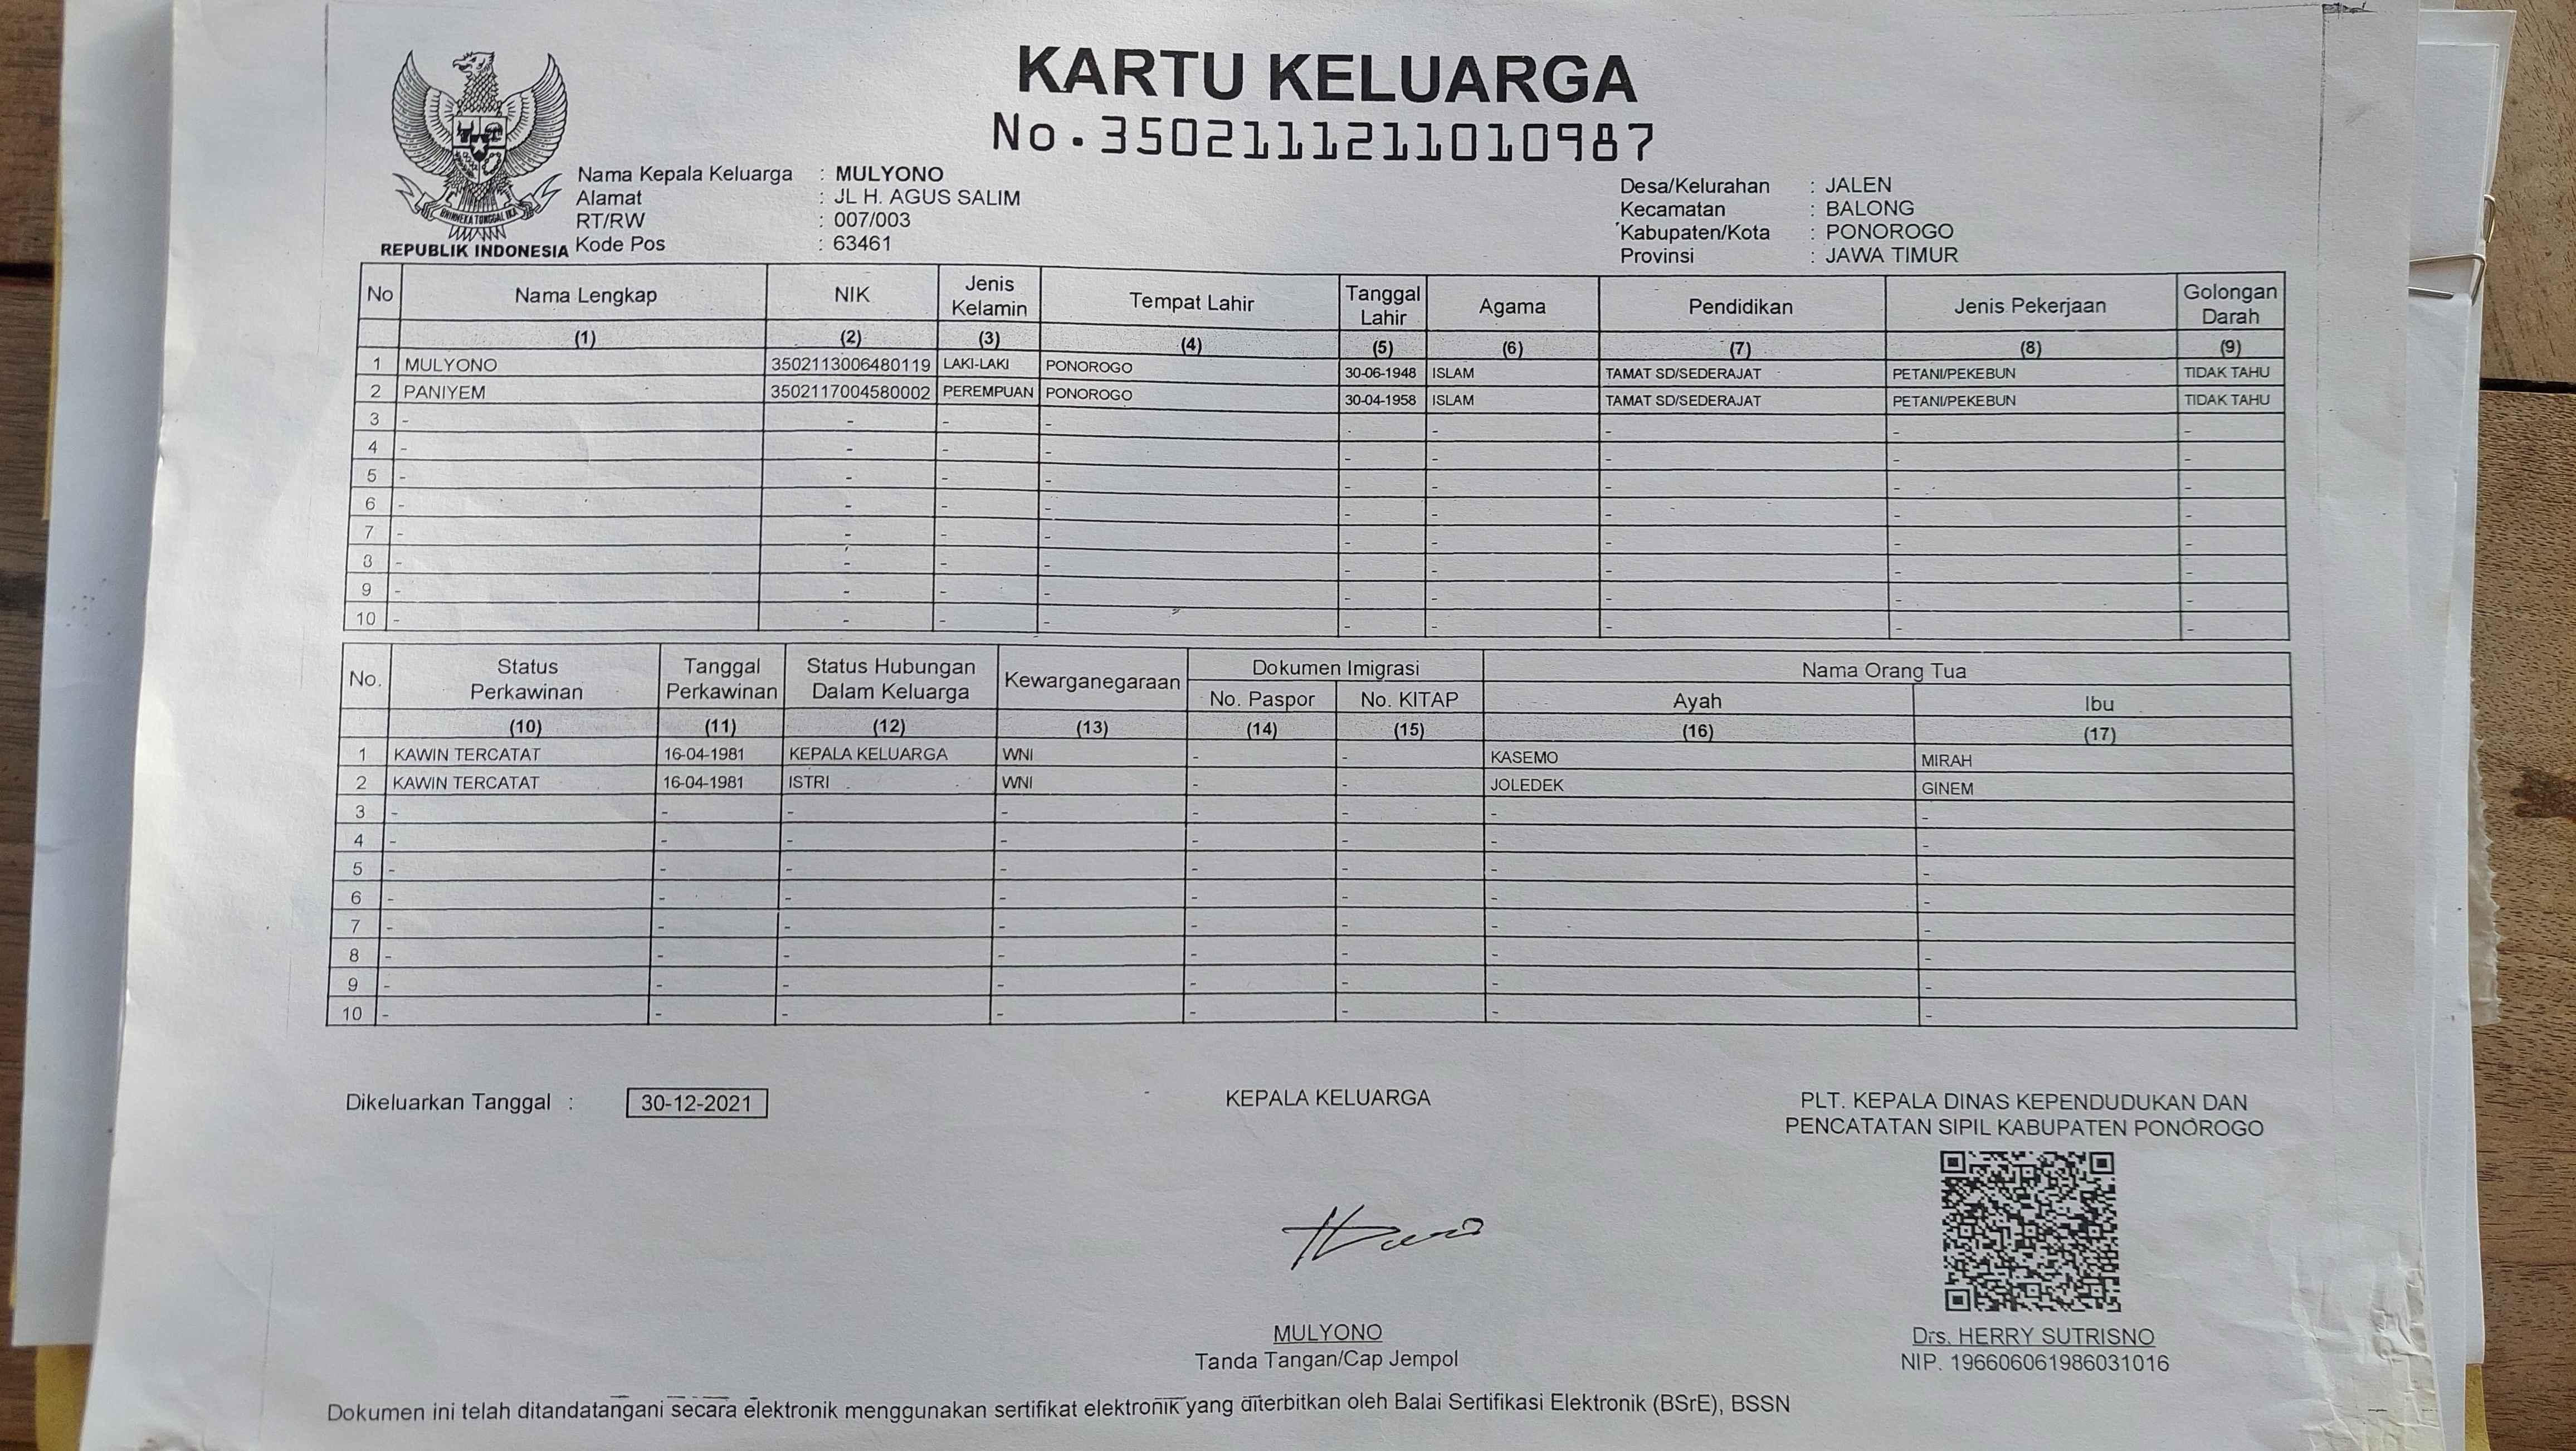 KARTU KELUARGA
No.3502111211010987
BHINNEKA TUNGGAL IKA
REPUBLIK INDONESIA
Nama Kepala Keluarga : MULYONO
Alamat : JL H. AGUS SALIM
RT/RW : 007/003
Kode Pos : 63461
Desa/Kelurahan : JALEN
Kecamatan : BALONG
Kabupaten/Kota : PONOROGO
Provinsi : JAWA TIMUR
No Nama Lengkap NIK Jenis Kelamin Tempat Lahir Tanggal Lahir Agama Pendidikan Jenis Pekerjaan Golongan Darah
(1) (2) (3) (4) (5) (6) (7) (8) (9)
1 MULYONO 3502113006480119 LAKI-LAKI PONOROGO 30-06-1948 ISLAM TAMAT SD/SEDERAJAT PETANI/PEKEBUN TIDAK TAHU
2 PANIYEM 3502117004580002 PEREMPUAN PONOROGO 30-04-1958 ISLAM TAMAT SD/SEDERAJAT PETANI/PEKEBUN TIDAK TAHU
3 - - - - - - - - -
4 - - - - - - - - -
5 - - - - - - - - -
6 - - - - - - - - -
7 - - - - - - - - -
8 - - - - - - - - -
9 - - - - - - - - -
10 - - - - - - - - -
No. Status Perkawinan Tanggal Perkawinan Status Hubungan Dalam Keluarga Kewarganegaraan Dokumen Imigrasi Nama Orang Tua
No. Paspor No. KITAP Ayah Ibu
(10) (11) (12) (13) (14) (15) (16) (17)
1 KAWIN TERCATAT 16-04-1981 KEPALA KELUARGA WNI - - KASEMO MIRAH
2 KAWIN TERCATAT 16-04-1981 ISTRI WNI - - JOLEDEK GINEM
3 - - - - - - - -
4 - - - - - - - -
5 - - - - - - - -
6 - - - - - - - -
7 - - - - - - - -
8 - - - - - - - -
9 - - - - - - - -
10 - - - - - - - -
Dikeluarkan Tanggal : 30-12-2021
KEPALA KELUARGA
MULYONO
Tanda Tangan/Cap Jempol
PLT. KEPALA DINAS KEPENDUDUKAN DAN
PENCATATAN SIPIL KABUPATEN PONOROGO
Drs. HERRY SUTRISNO
NIP. 196606061986031016
Dokumen ini telah ditandatangani secara elektronik menggunakan sertifikat elektronik yang diterbitkan oleh Balai Sertifikasi Elektronik (BSrE), BSSN